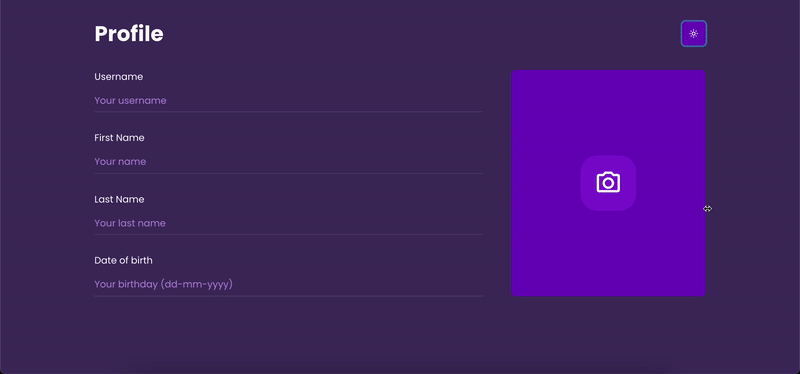 Profile
Username
Your username
First Name
Your name
Last Name
Your last name
Date of birth
Your birthday (dd-mm-yyyy)